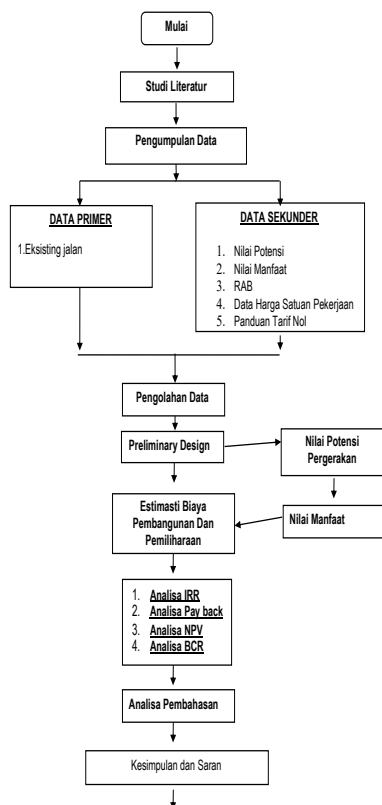 Mulai
Studi Literatur
Pengumpulan Data
DATA PRIMER
1.Eksisting jalan
DATA SEKUNDER
1. Nilai Potensi
2. Nilai Manfaat
3. RAB
4. Data Harga Satuan Pekerjaan
5. Panduan Tarif Nol
Pengolahan Data
Preliminary Design
Nilai Potensi
Pergerakan
Nilai Manfaat
Estimasti Biaya
Pembangunan Dan
Pemiliharaan
1. Analisa IRR
2. Analisa Pay back
3. Analisa NPV
4. Analisa BCR
Analisa Pembahasan
Kesimpulan dan Saran